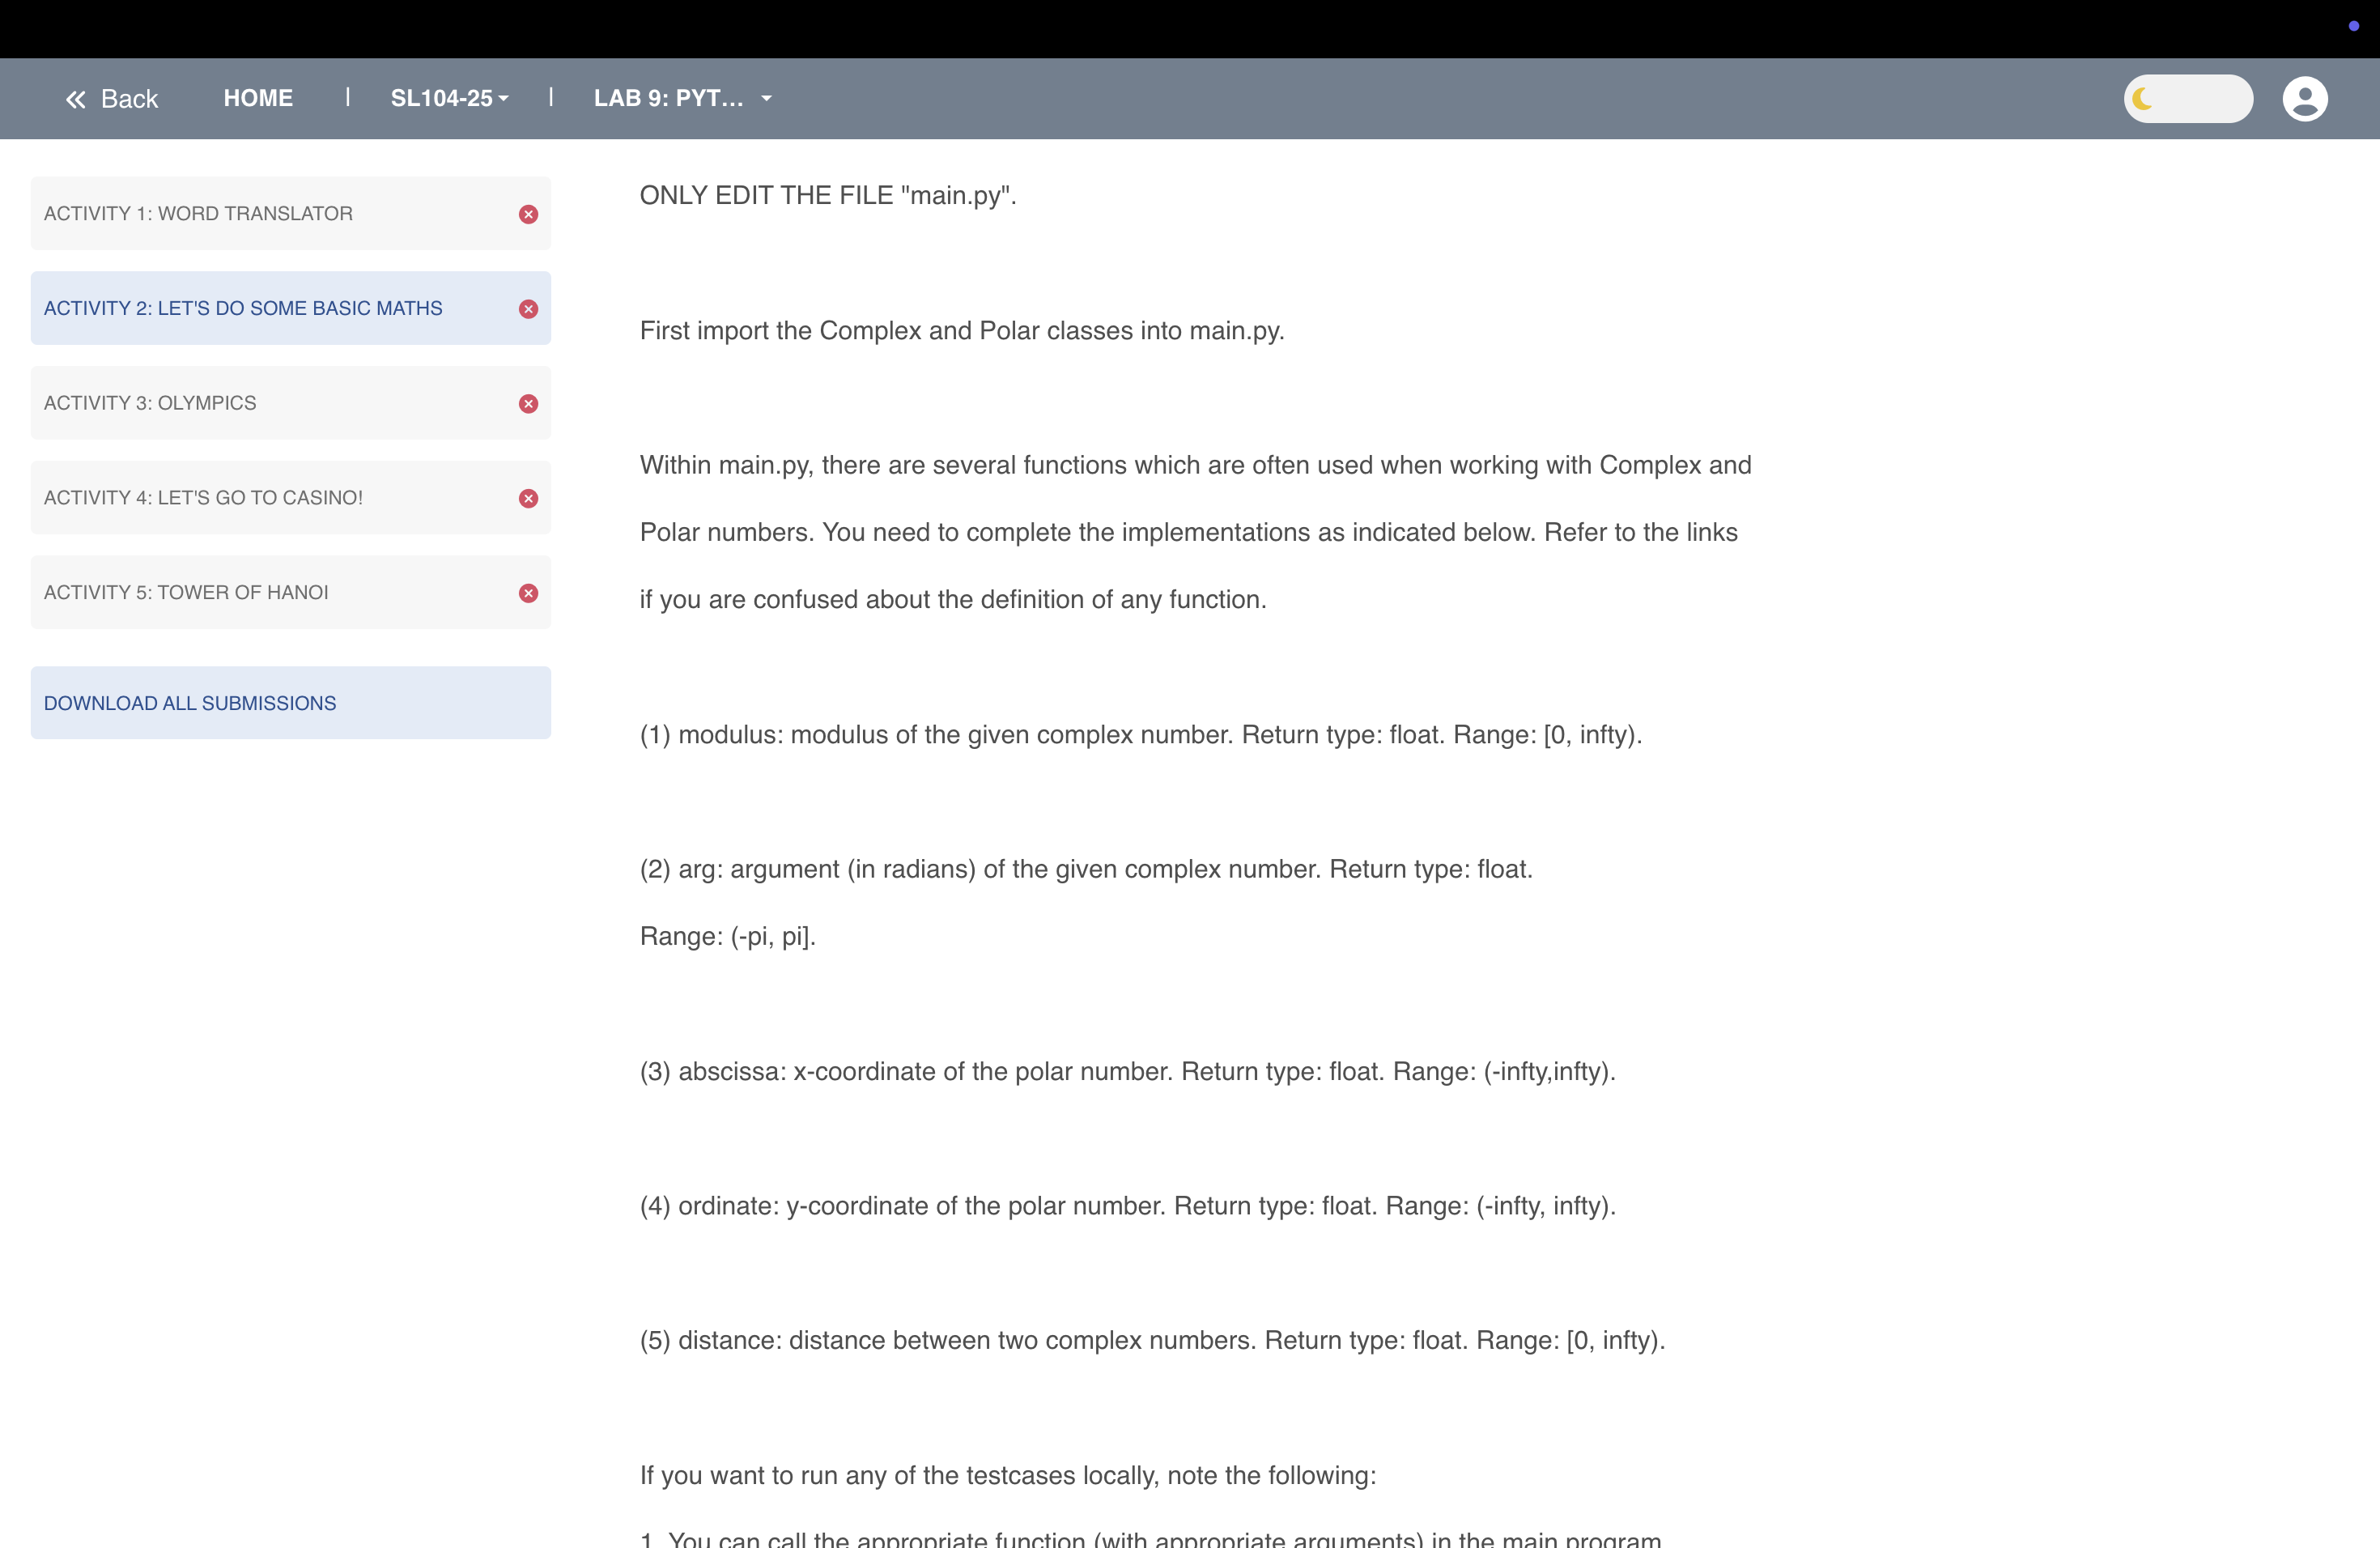 Back
HOME | SL104-25 | LAB 9: PYT...
ACTIVITY 1: WORD TRANSLATOR
ACTIVITY 2: LET'S DO SOME BASIC MATHS
ACTIVITY 3: OLYMPICS
ACTIVITY 4: LET'S GO TO CASINO!
ACTIVITY 5: TOWER OF HANOI
DOWNLOAD ALL SUBMISSIONS
ONLY EDIT THE FILE "main.py".
First import the Complex and Polar classes into main.py.
Within main.py, there are several functions which are often used when working with Complex and
Polar numbers. You need to complete the implementations as indicated below. Refer to the links
if you are confused about the definition of any function.
(1) modulus: modulus of the given complex number. Return type: float. Range: [0, infty).
(2) arg: argument (in radians) of the given complex number. Return type: float.
Range: (-pi, pi].
(3) abscissa: x-coordinate of the polar number. Return type: float. Range: (-infty,infty).
(4) ordinate: y-coordinate of the polar number. Return type: float. Range: (-infty, infty).
(5) distance: distance between two complex numbers. Return type: float. Range: [0, infty).
If you want to run any of the testcases locally, note the following:
1. You can call the appropriate function (with appropriate arguments) in the main program